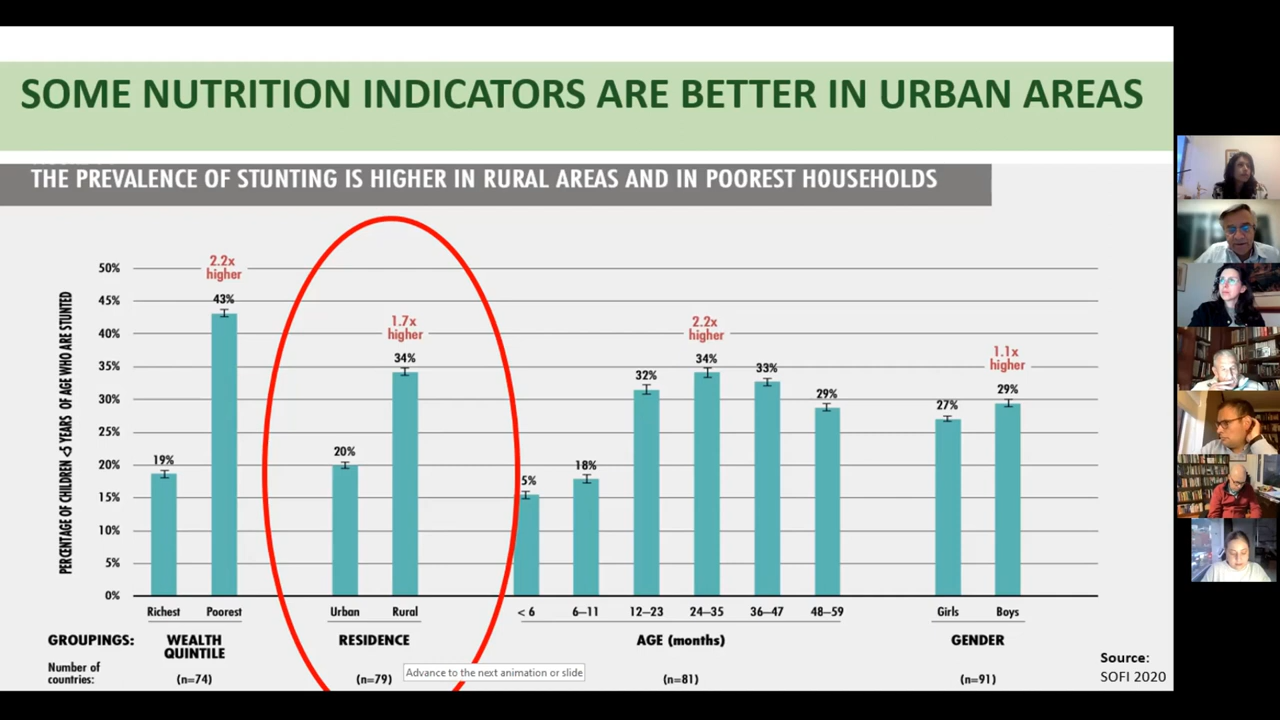 SOME NUTRITION INDICATORS ARE BETTER IN URBAN AREAS
THE PREVALENCE OF STUNTING IS HIGHER IN RURAL AREAS AND IN POOREST HOUSEHOLDS
PERCENTAGE OF CHILDREN <5 YEARS OF AGE WHO ARE STUNTED
50%
45%
40%
35%
30%
25%
20%
15%
10%
5%
0%
2.2x
higher
19%
43%
1.7x
higher
20%
34%
2.2x
higher
5%
18%
32%
34%
33%
29%
1.1x
higher
27%
29%
Richest Poorest Urban Rural < 6 6–11 12–23 24–35 36–47 48–59 Girls Boys
GROUPINGS: WEALTH QUINTILE RESIDENCE AGE (months) GENDER
Number of
countries: (n=74) (n=79) (n=81) (n=91)
Advance to the next animation or slide
Source:
SOFI 2020